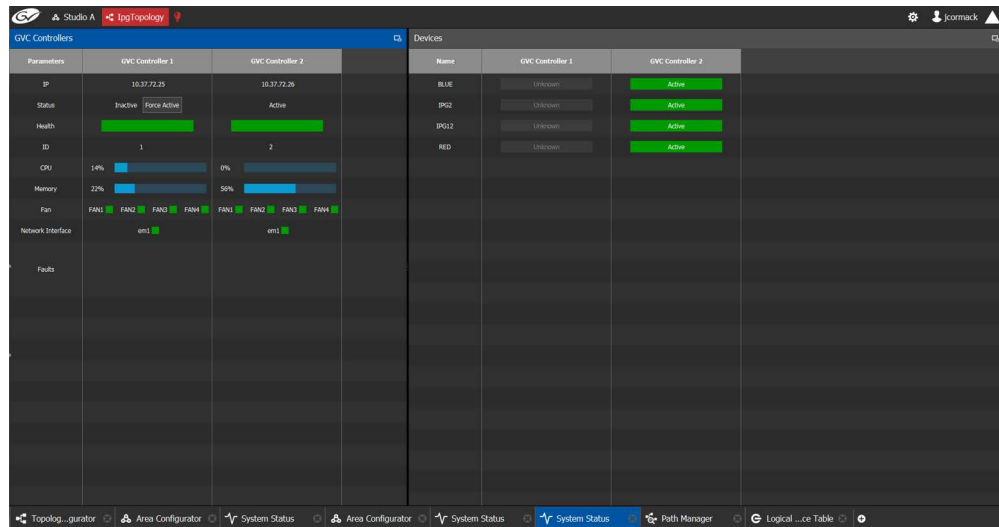 GV Studio A IpgTopology jcormack
GVC Controllers
Parameters GVC Controller 1 GVC Controller 2
IP 10.37.72.25 10.37.72.26
Status Inactive Force Active Active
Health
ID 1 2
CPU 14% 0%
Memory 22% 56%
Fan FAN1 FAN2 FAN3 FAN4 FAN1 FAN2 FAN3 FAN4
Network Interface em1 em1
Faults
Devices
Name GVC Controller 1 GVC Controller 2
BLUE Unknown Active
IPG2 Unknown Active
IPG12 Unknown Active
RED Unknown Active
Topolog...gurator Area Configurator System Status Area Configurator System Status System Status Path Manager Logical ...ce Table